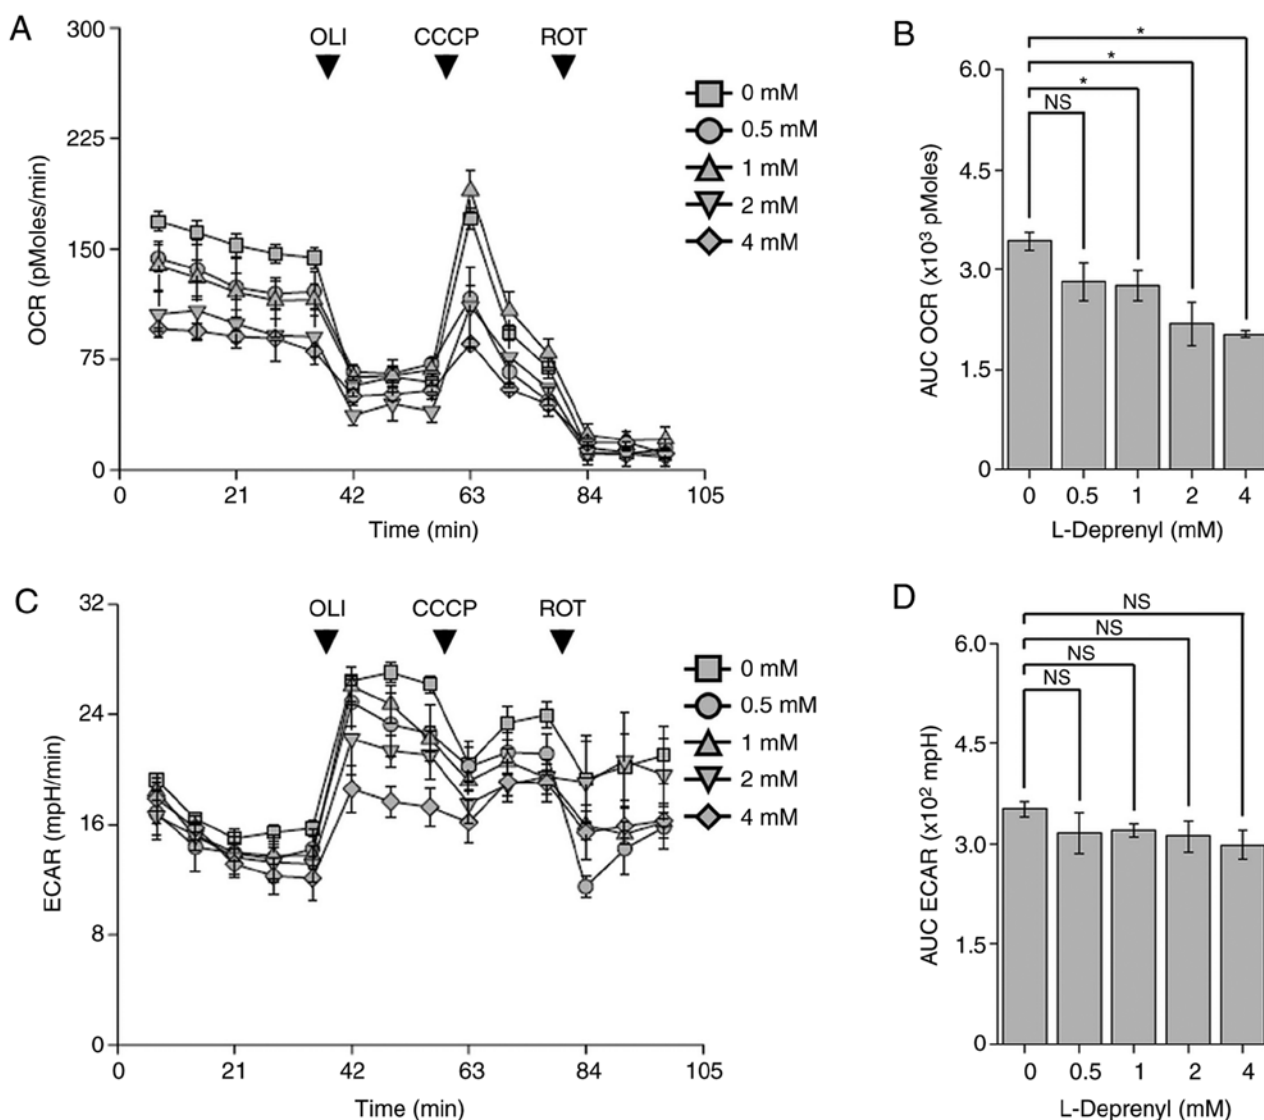 A
OLI CCCP ROT
300
225
150
75
0
OCR (pMoles/min)
0 21 42 63 84 105
Time (min)
0 mM
0.5 mM
1 mM
2 mM
4 mM
B
*
*
*
NS
6.0
4.5
3.0
1.5
0
AUC OCR (x10³ pMoles)
0 0.5 1 2 4
L-Deprenyl (mM)
C
OLI CCCP ROT
32
24
16
8
0
ECAR (mpH/min)
0 21 42 63 84 105
Time (min)
0 mM
0.5 mM
1 mM
2 mM
4 mM
D
NS
NS
NS
NS
6.0
4.5
3.0
1.5
0
AUC ECAR (x10² mpH)
0 0.5 1 2 4
L-Deprenyl (mM)